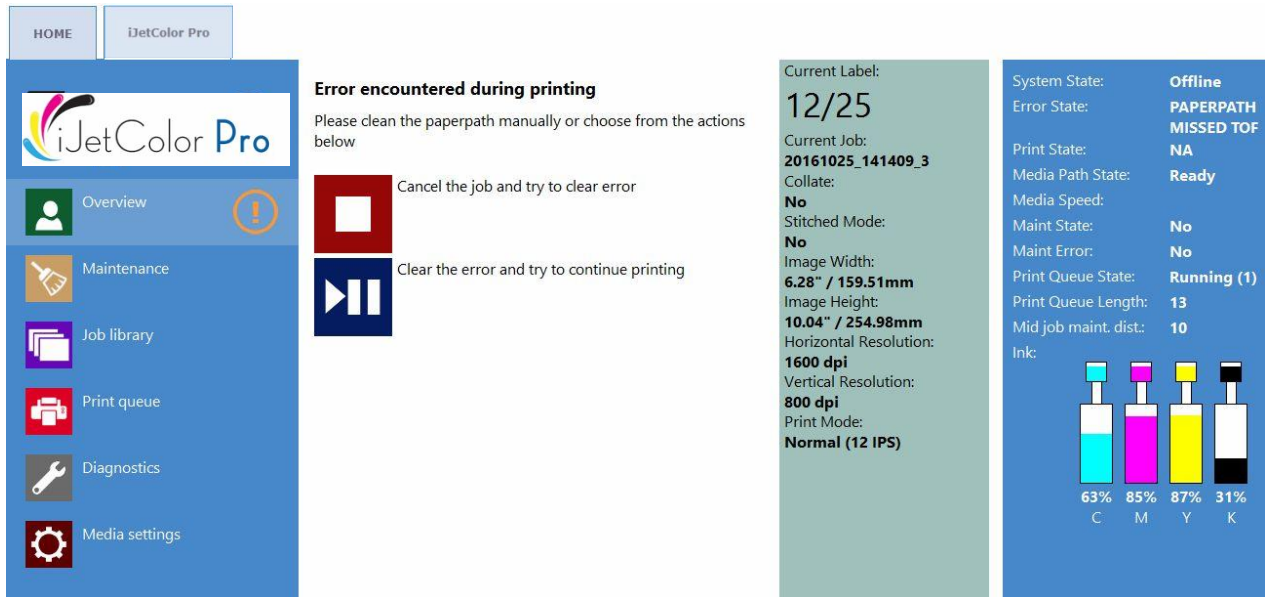 HOME
iJetColor Pro
iJetColor Pro
Overview
Maintenance
Job library
Print queue
Diagnostics
Media settings
Error encountered during printing
Please clean the paperpath manually or choose from the actions
below
Cancel the job and try to clear error
Clear the error and try to continue printing
Current Label:
12/25
Current Job:
20161025_141409_3
Collate:
No
Stitched Mode:
No
Image Width:
6.28" / 159.51mm
Image Height:
10.04" / 254.98mm
Horizontal Resolution:
1600 dpi
Vertical Resolution:
800 dpi
Print Mode:
Normal (12 IPS)
System State: Offline
Error State: PAPERPATH
MISSED TOF
Print State: NA
Media Path State: Ready
Media Speed:
Maint State: No
Maint Error: No
Print Queue State: Running (1)
Print Queue Length: 13
Mid job maint. dist.: 10
Ink:
63% 85% 87% 31%
C M Y K